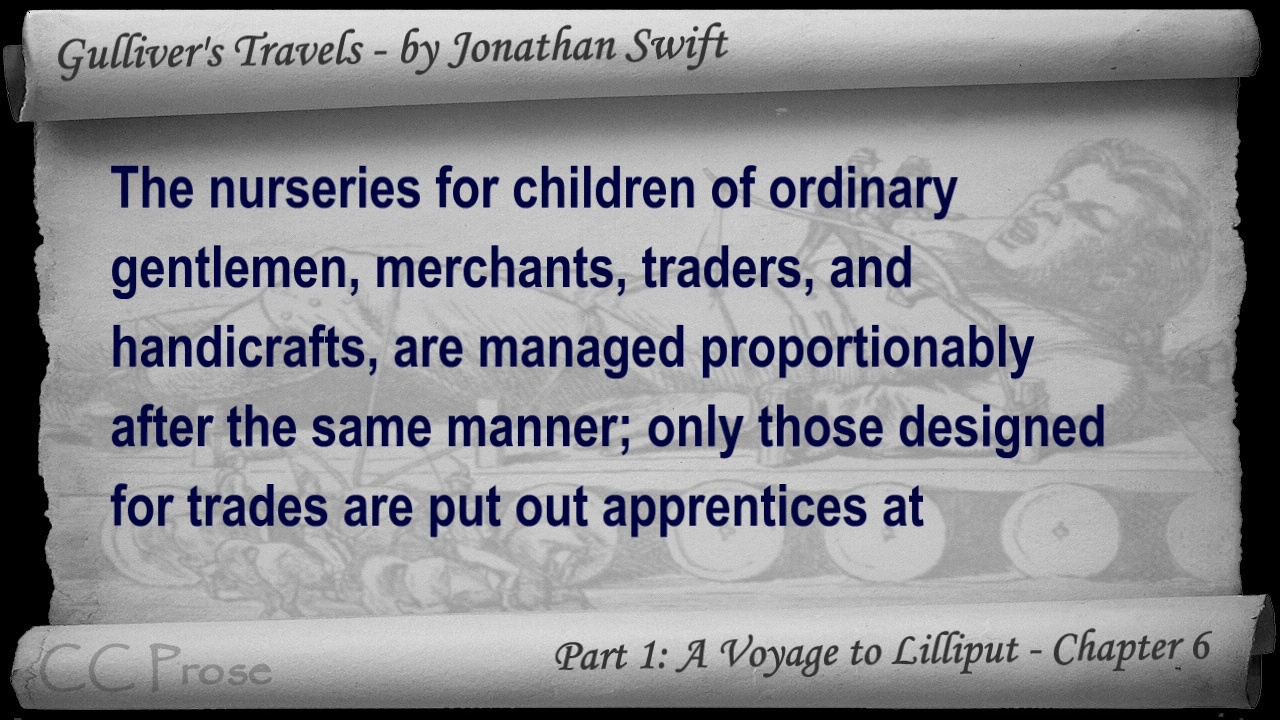 Gulliver's Travels - by Jonathan Swift
The nurseries for children of ordinary
gentlemen, merchants, traders, and
handicrafts, are managed proportionably
after the same manner; only those designed
for trades are put out apprentices at
Part 1: A Voyage to Lilliput - Chapter 6
CC Prose